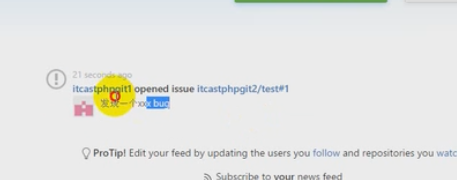 21 seconds ago
itcastphpgit1 opened issue itcastphpgit2/test#1
发现一个xxx bug
ProTip! Edit your feed by updating the users you follow and repositories you watc
Subscribe to your news feed